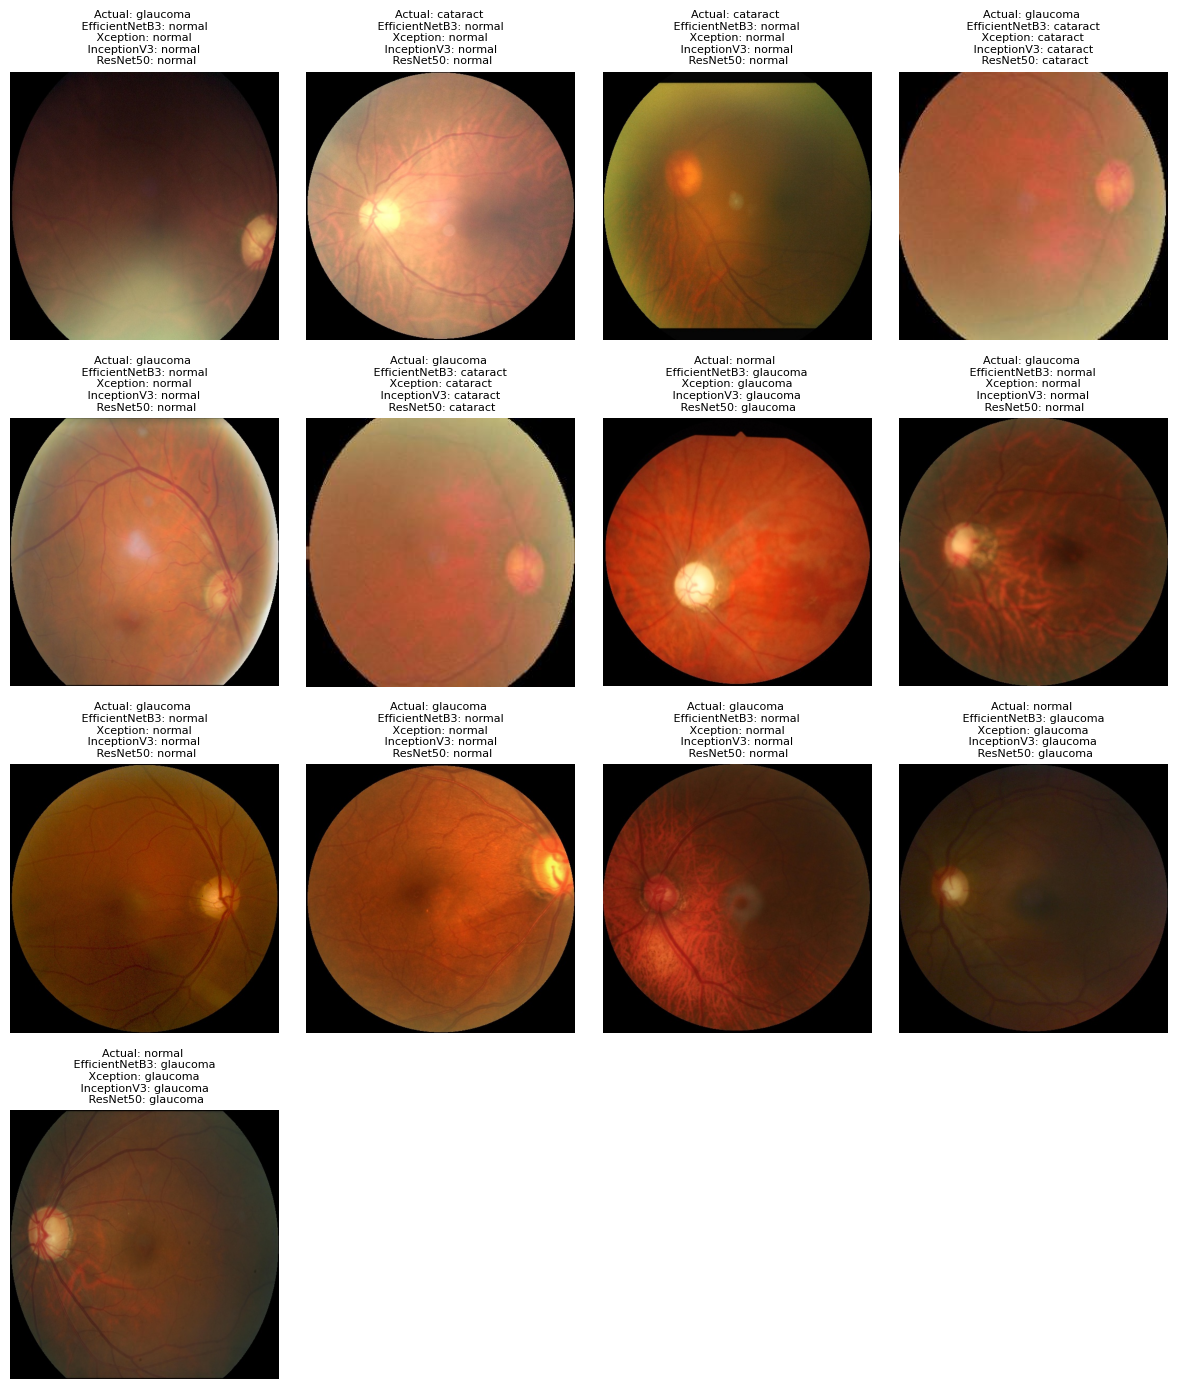 Actual: glaucoma
EfficientNetB3: normal
Xception: normal
InceptionV3: normal
ResNet50: normal
Actual: cataract
EfficientNetB3: normal
Xception: normal
InceptionV3: normal
ResNet50: normal
Actual: cataract
EfficientNetB3: normal
Xception: normal
InceptionV3: normal
ResNet50: normal
Actual: glaucoma
EfficientNetB3: cataract
Xception: cataract
InceptionV3: cataract
ResNet50: cataract
Actual: glaucoma
EfficientNetB3: normal
Xception: normal
InceptionV3: normal
ResNet50: normal
Actual: glaucoma
EfficientNetB3: cataract
Xception: cataract
InceptionV3: cataract
ResNet50: cataract
Actual: normal
EfficientNetB3: glaucoma
Xception: glaucoma
InceptionV3: glaucoma
ResNet50: glaucoma
Actual: glaucoma
EfficientNetB3: normal
Xception: normal
InceptionV3: normal
ResNet50: normal
Actual: glaucoma
EfficientNetB3: normal
Xception: normal
InceptionV3: normal
ResNet50: normal
Actual: glaucoma
EfficientNetB3: normal
Xception: normal
InceptionV3: normal
ResNet50: normal
Actual: glaucoma
EfficientNetB3: normal
Xception: normal
InceptionV3: normal
ResNet50: normal
Actual: normal
EfficientNetB3: glaucoma
Xception: glaucoma
InceptionV3: glaucoma
ResNet50: glaucoma
Actual: normal
EfficientNetB3: glaucoma
Xception: glaucoma
InceptionV3: glaucoma
ResNet50: glaucoma